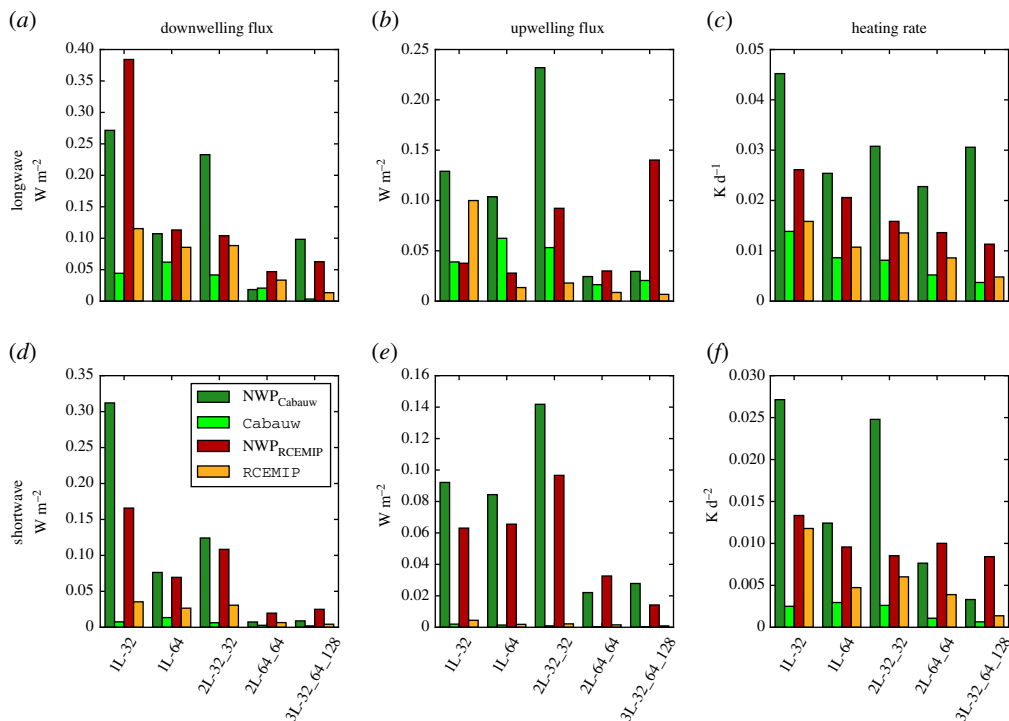 (a) downwelling flux (b) upwelling flux (c) heating rate
longwave
W m⁻²
0.40
0.35
0.30
0.25
0.20
0.15
0.10
0.05
0
W m⁻²
0.25
0.20
0.15
0.10
0.05
0
K d⁻¹
0.05
0.04
0.03
0.02
0.01
0
(d) (e) (f)
shortwave
W m⁻²
0.35
0.30
0.25
0.20
0.15
0.10
0.05
0
NWP_Cabauw
Cabauw
NWP_RCEMIP
RCEMIP
1L-32 1L-64 2L-32_32 2L-64_64 3L-32_64_128
W m⁻²
0.16
0.14
0.12
0.10
0.08
0.06
0.04
0.02
0
1L-32 1L-64 2L-32_32 2L-64_64 3L-32_64_128
K d⁻²
0.030
0.025
0.020
0.015
0.010
0.005
0
1L-32 1L-64 2L-32_32 2L-64_64 3L-32_64_128